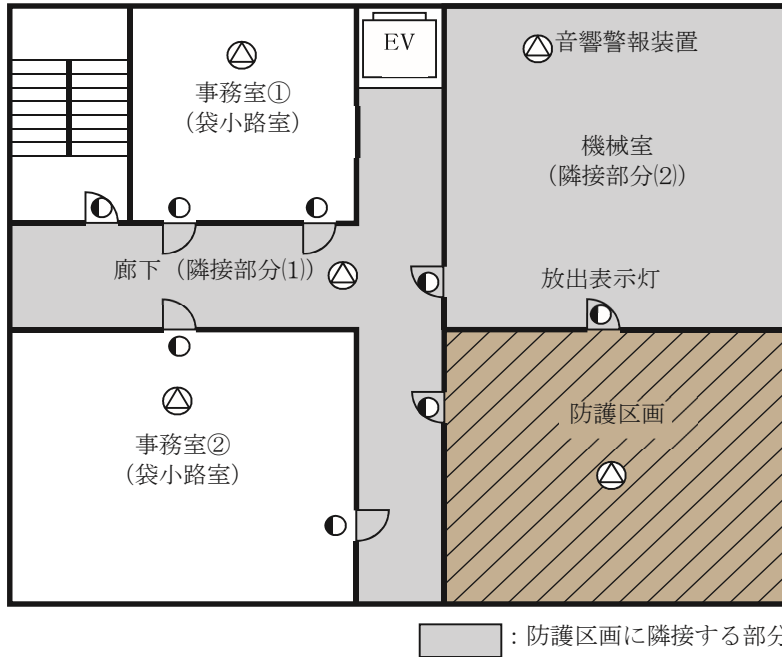 EV
音響警報装置
事務室①
（袋小路室）
機械室
（隣接部分⑵）
廊下（隣接部分⑴）
放出表示灯
防護区画
事務室②
（袋小路室）
：防護区画に隣接する部分